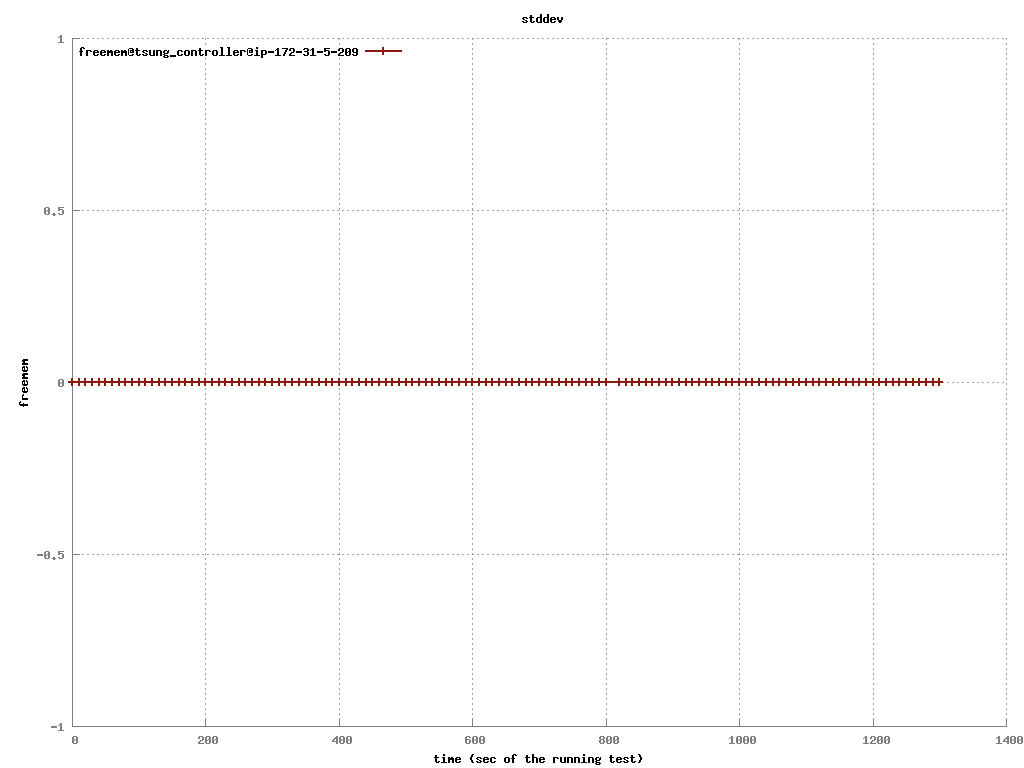 stddev
freemem@tsung_controller@ip-172-31-5-209
1
0.5
0
-0.5
-1
freemem
0 200 400 600 800 1000 1200 1400
time (sec of the running test)